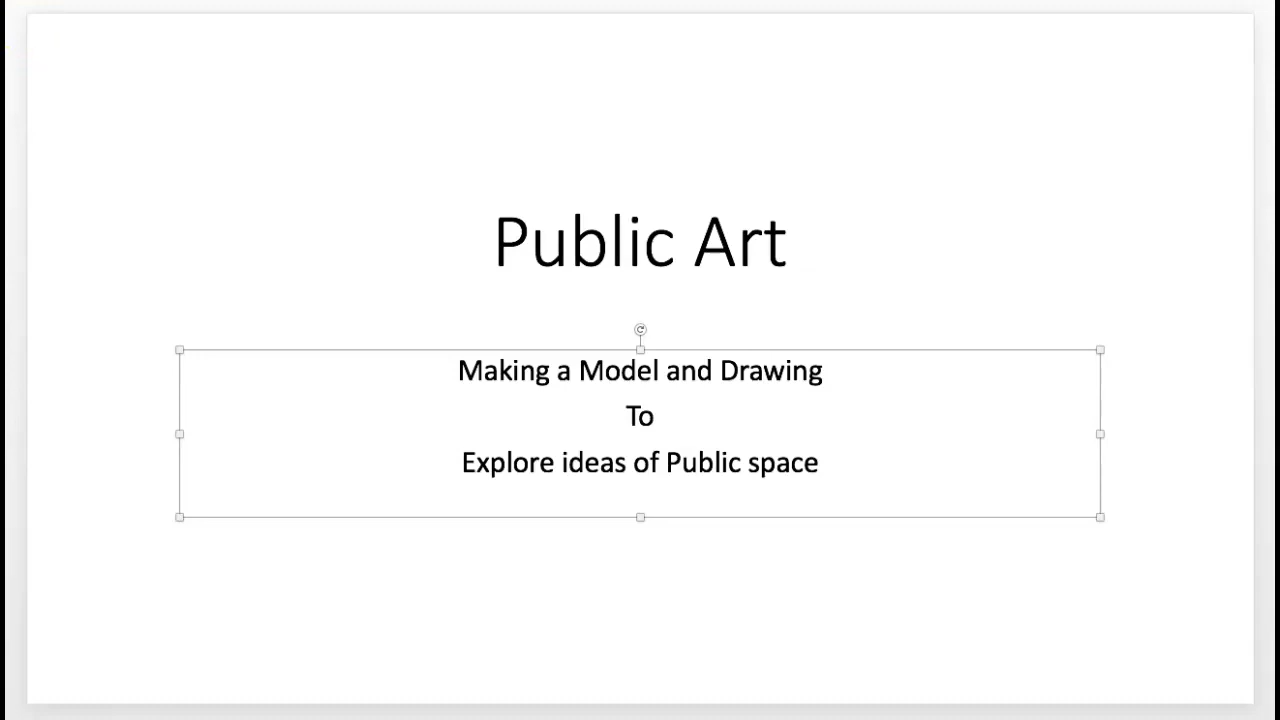 Public Art
Making a Model and Drawing
To
Explore ideas of Public space